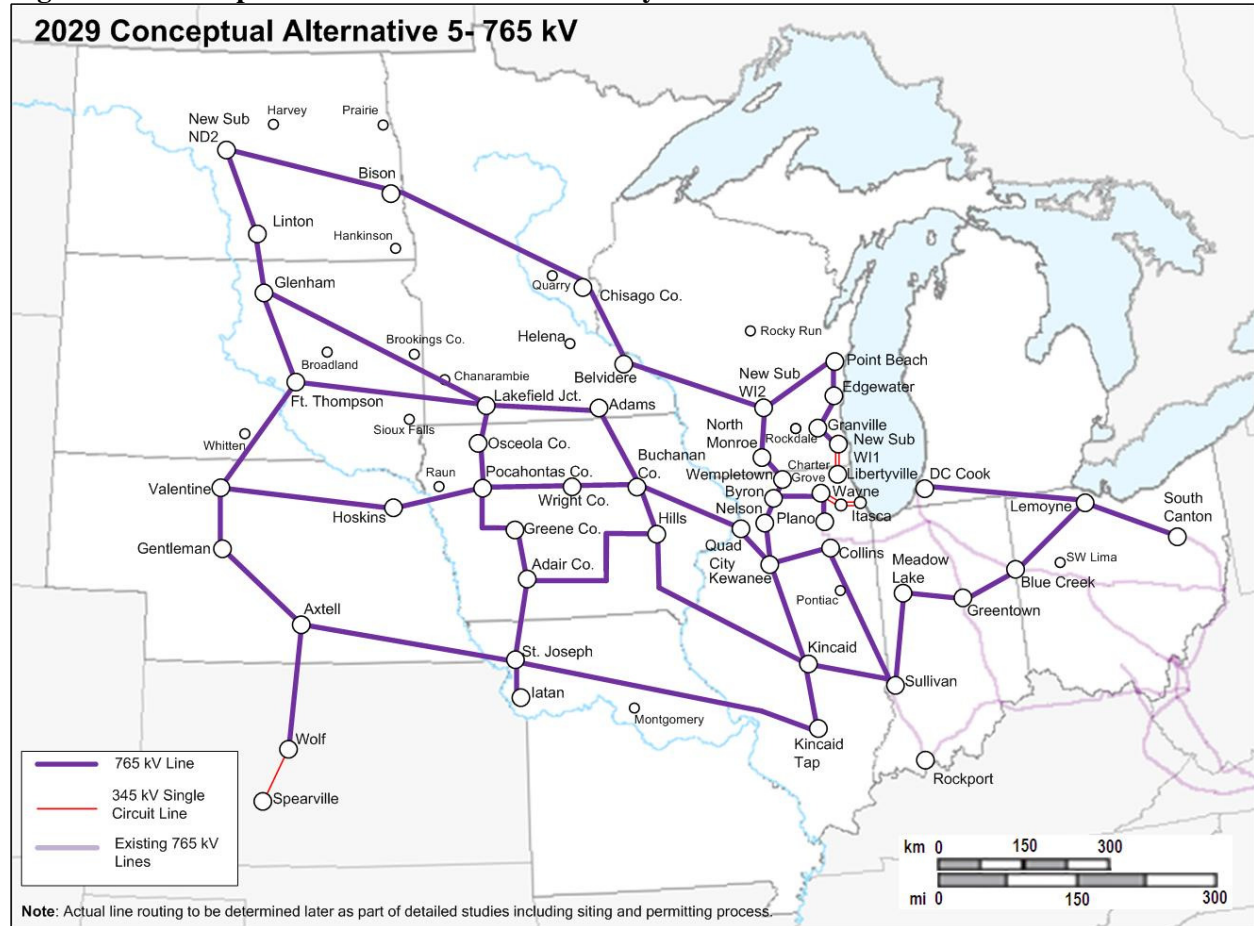 2029 Conceptual Alternative 5- 765 kV
Harvey
Prairie
New Sub
ND2
Bison
Linton
Hankinson
Glenham
Quarry
Chisago Co.
Rocky Run
Helena
Brookings Co.
Broadland
Chanarambie
Belvidere
Point Beach
New Sub
WI2
Edgewater
Ft. Thompson
Lakefield Jct.
Adams
Sioux Falls
Whitten
North
Monroe
Rockdale
Granville
New Sub
WI1
Osceola Co.
Buchanan
Co.
Raun
Pocahontas Co.
Wempletown
Charter
Grove
Libertyville
DC Cook
Valentine
Wright Co.
Byron
Wayne
South
Canton
Hoskins
Nelson
Plano
Itasca
Lemoyne
Greene Co.
Hills
Gentleman
Quad
City
Collins
Meadow
Lake
SW Lima
Adair Co.
Kewanee
Blue Creek
Pontiac
Greentown
Axtell
St. Joseph
Kincaid
Sullivan
Iatan
Montgomery
Kincaid
Tap
Wolf
Rockport
Spearville
765 kV Line
345 kV Single
Circuit Line
Existing 765 kV
Lines
km 0 150 300
mi 0 150 300
Note: Actual line routing to be determined later as part of detailed studies including siting and permitting process.